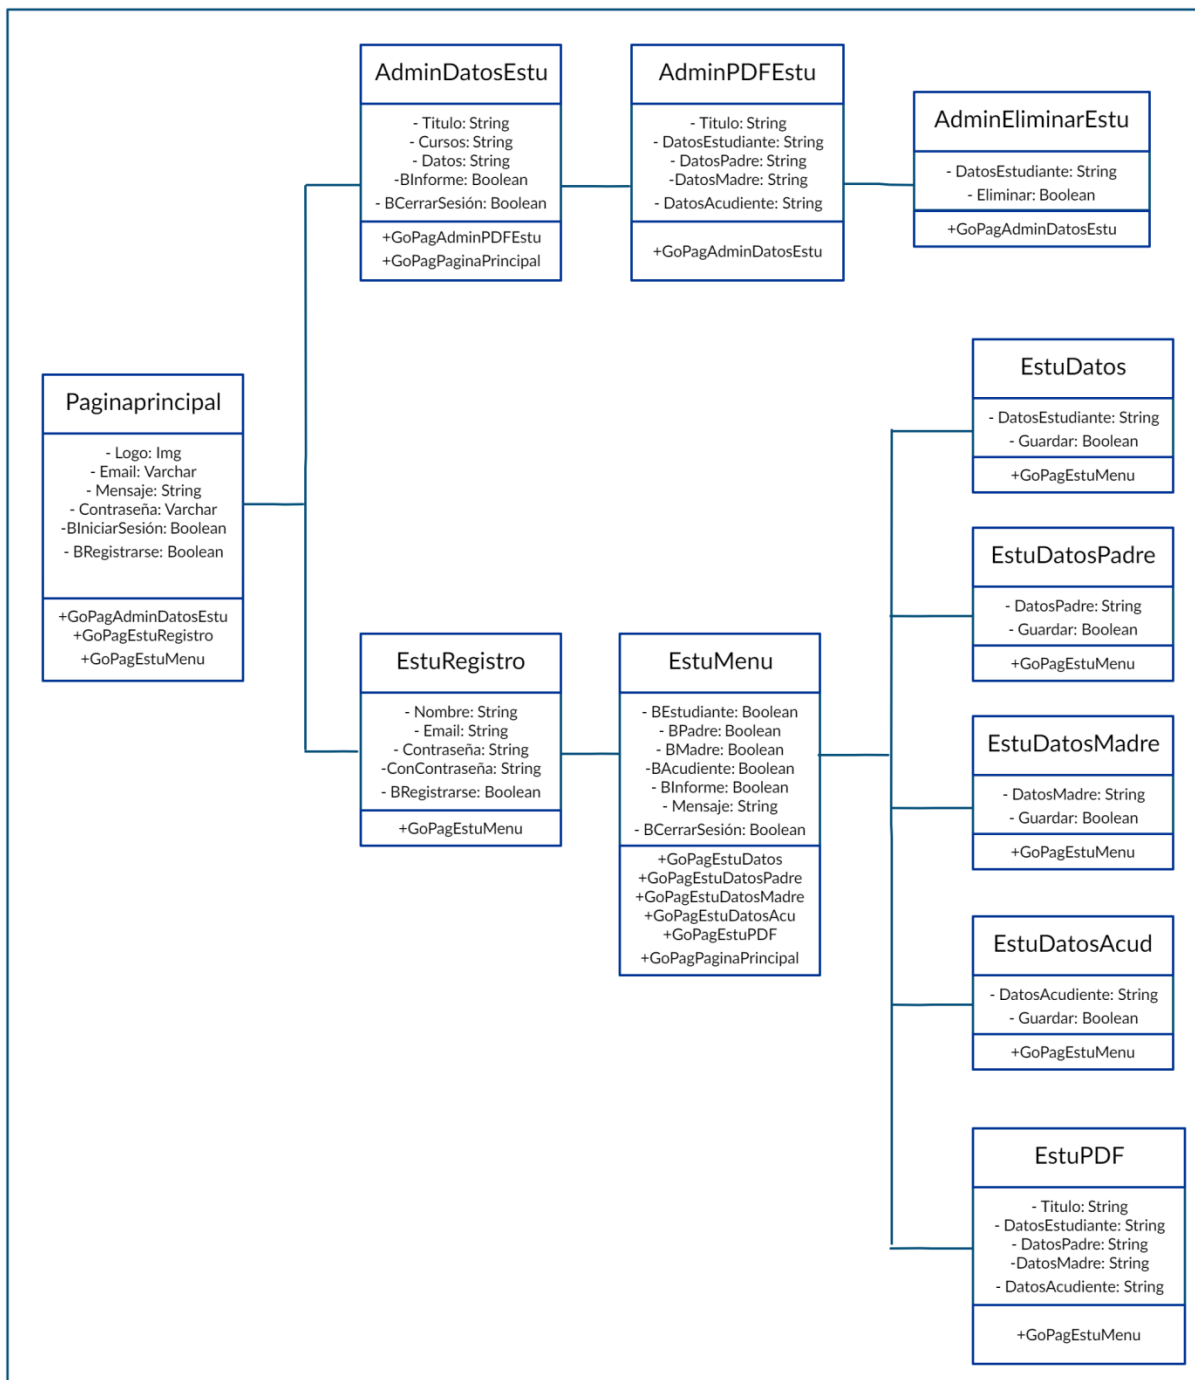 AdminDatosEstu
- Titulo: String
- Cursos: String
- Datos: String
-BInforme: Boolean
- BCerrarSesión: Boolean
+GoPagAdminPDFEstu
+GoPagPaginaPrincipal
AdminPDFEstu
- Titulo: String
- DatosEstudiante: String
- DatosPadre: String
-DatosMadre: String
- DatosAcudiente: String
+GoPagAdminDatosEstu
AdminEliminarEstu
- DatosEstudiante: String
- Eliminar: Boolean
+GoPagAdminDatosEstu
Paginaprincipal
- Logo: Img
- Email: Varchar
- Mensaje: String
- Contraseña: Varchar
-BIniciarSesión: Boolean
- BRegistrarse: Boolean
+GoPagAdminDatosEstu
+GoPagEstuRegistro
+GoPagEstuMenu
EstuRegistro
- Nombre: String
- Email: String
- Contraseña: String
-ConContraseña: String
- BRegistrarse: Boolean
+GoPagEstuMenu
EstuMenu
- BEstudiante: Boolean
- BPadre: Boolean
- BMadre: Boolean
-BAcudiente: Boolean
- BInforme: Boolean
- Mensaje: String
- BCerrarSesión: Boolean
+GoPagEstuDatos
+GoPagEstuDatosPadre
+GoPagEstuDatosMadre
+GoPagEstuDatosAcu
+GoPagEstuPDF
+GoPagPaginaPrincipal
EstuDatos
- DatosEstudiante: String
- Guardar: Boolean
+GoPagEstuMenu
EstuDatosPadre
- DatosPadre: String
- Guardar: Boolean
+GoPagEstuMenu
EstuDatosMadre
- DatosMadre: String
- Guardar: Boolean
+GoPagEstuMenu
EstuDatosAcud
- DatosAcudiente: String
- Guardar: Boolean
+GoPagEstuMenu
EstuPDF
- Titulo: String
- DatosEstudiante: String
- DatosPadre: String
-DatosMadre: String
- DatosAcudiente: String
+GoPagEstuMenu